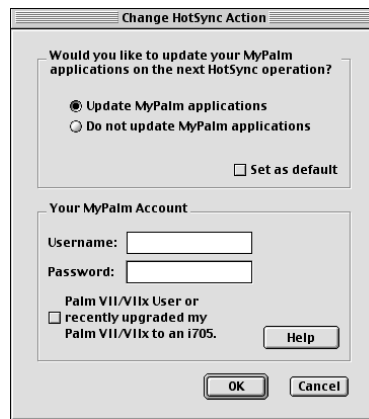 Change HotSync Action
Would you like to update your MyPalm
applications on the next HotSync operation?
Update MyPalm applications
Do not update MyPalm applications
Set as default
Your MyPalm Account
Username:
Password:
Palm VII/VIIx User or
recently upgraded my
Palm VII/VIIx to an i705.
Help
OK
Cancel